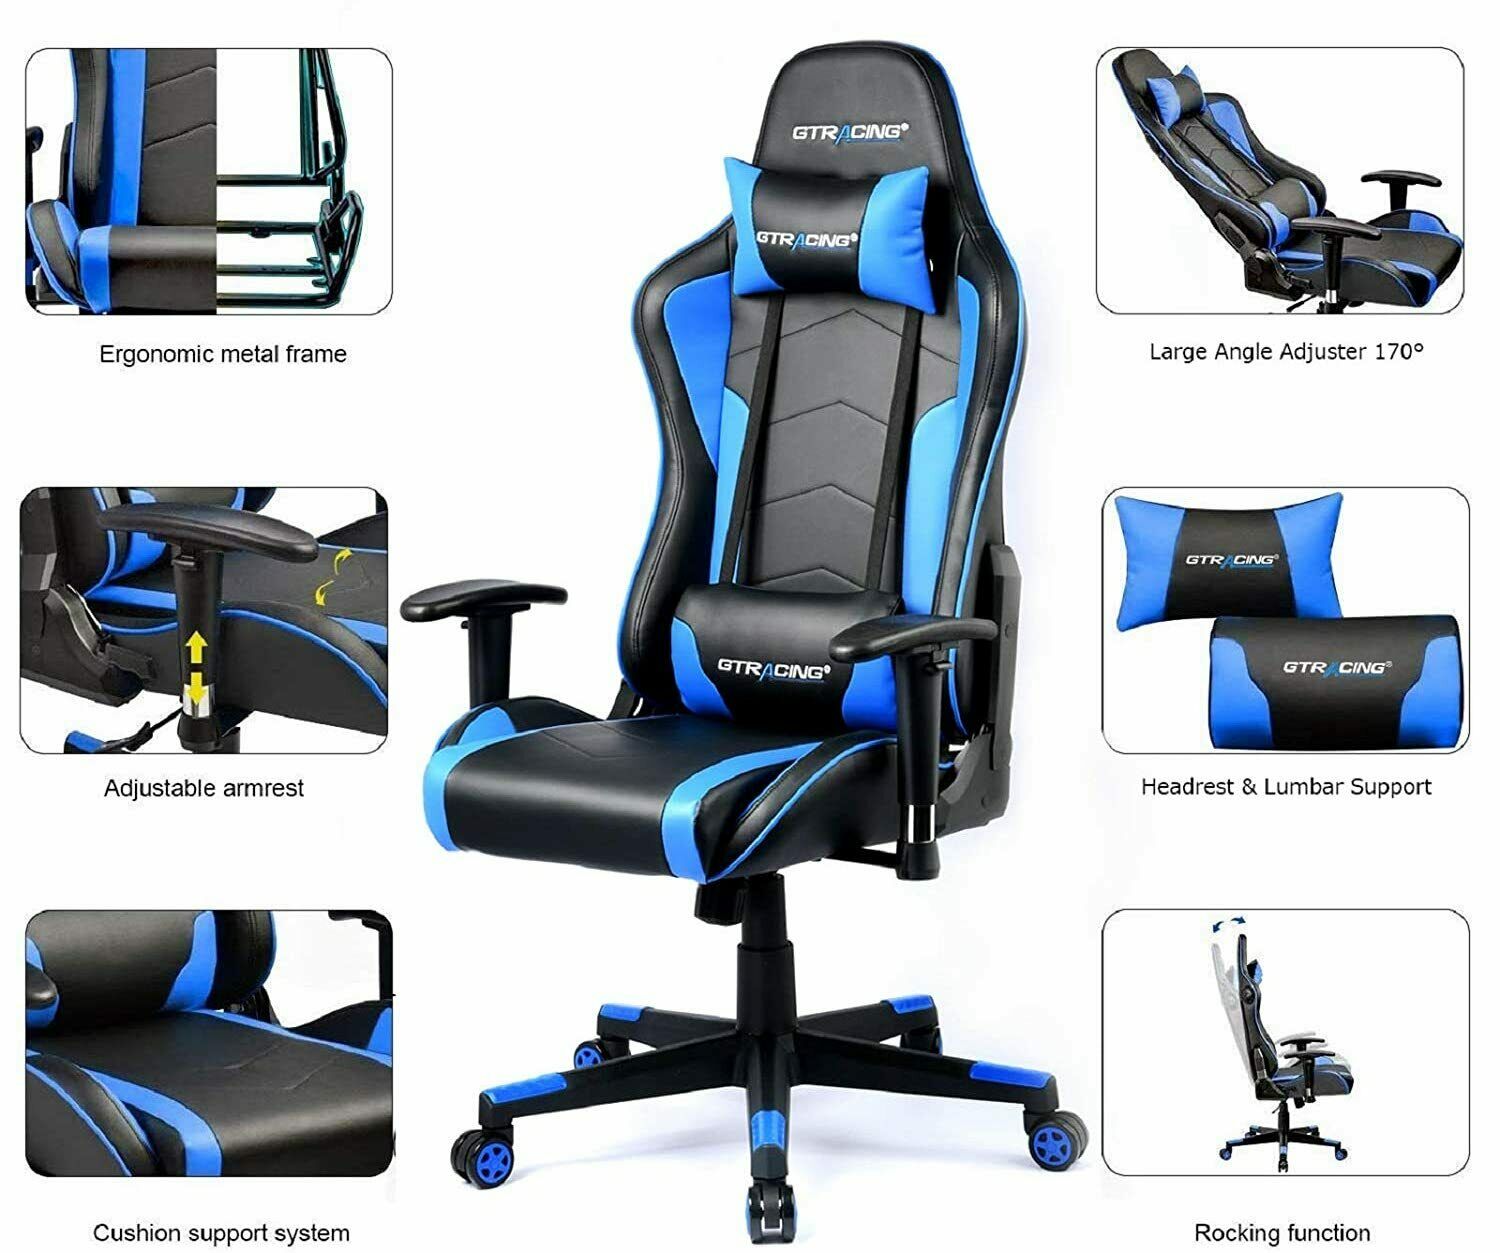 GTRACING®
GTRACING®
GTRACING®
Ergonomic metal frame
Large Angle Adjuster 170°
Adjustable armrest
GTRACING®
GTRACING®
Headrest & Lumbar Support
Cushion support system
Rocking function